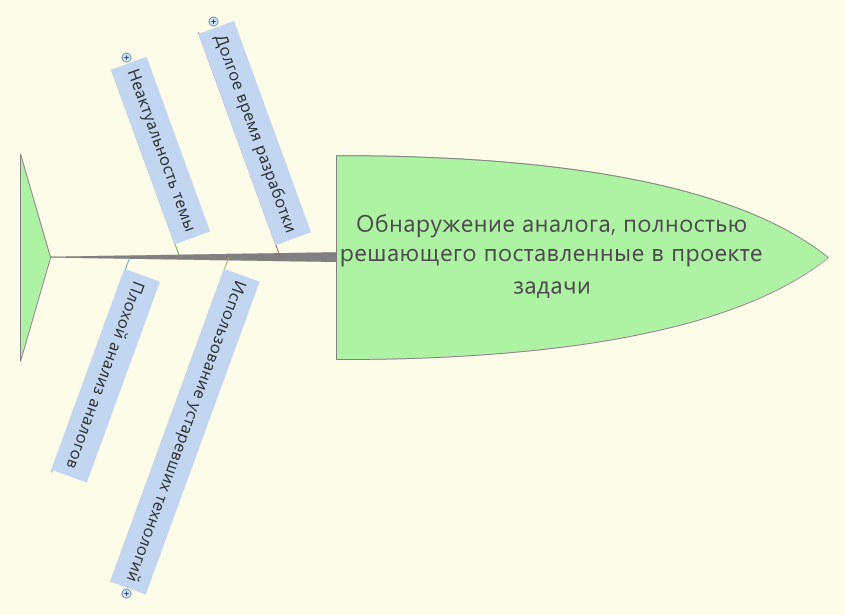 Долгое время разработки
Неактуальность темы
Обнаружение аналога, полностью
решающего поставленные в проекте
задачи
Плохой анализ аналогов
Использование устаревших технологий